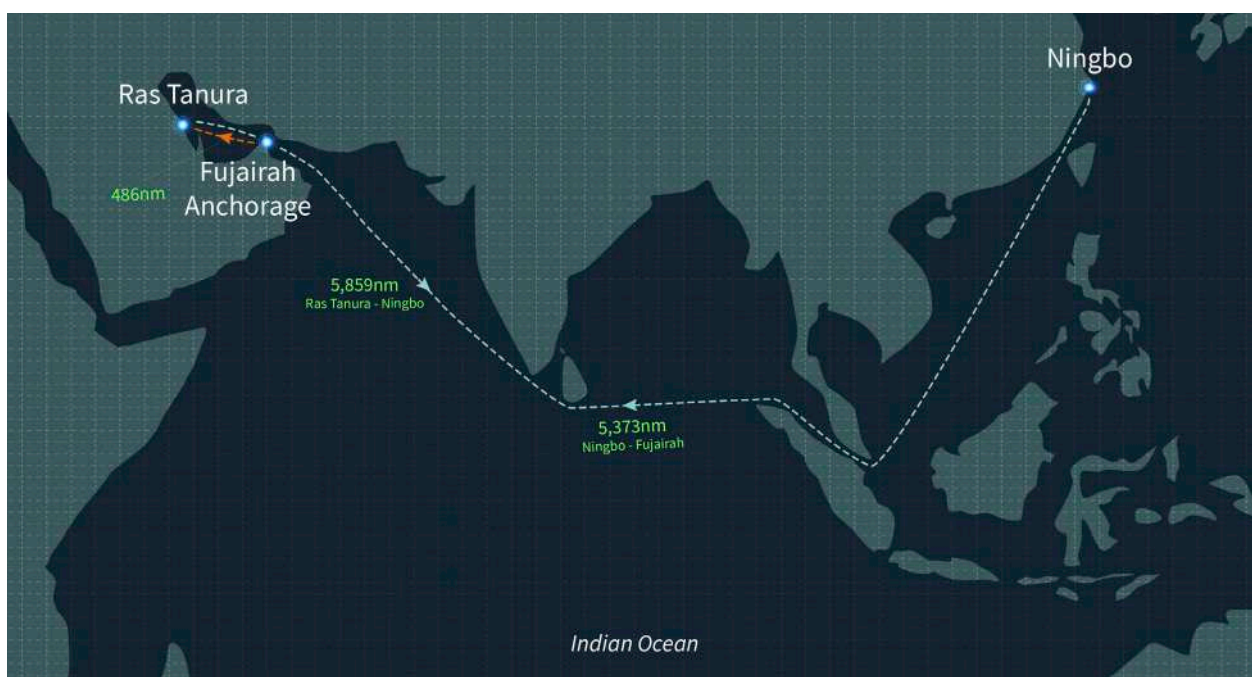 Ningbo
Ras Tanura
Fujairah
Anchorage
486nm
5,859nm
Ras Tanura - Ningbo
5,373nm
Ningbo - Fujairah
Indian Ocean